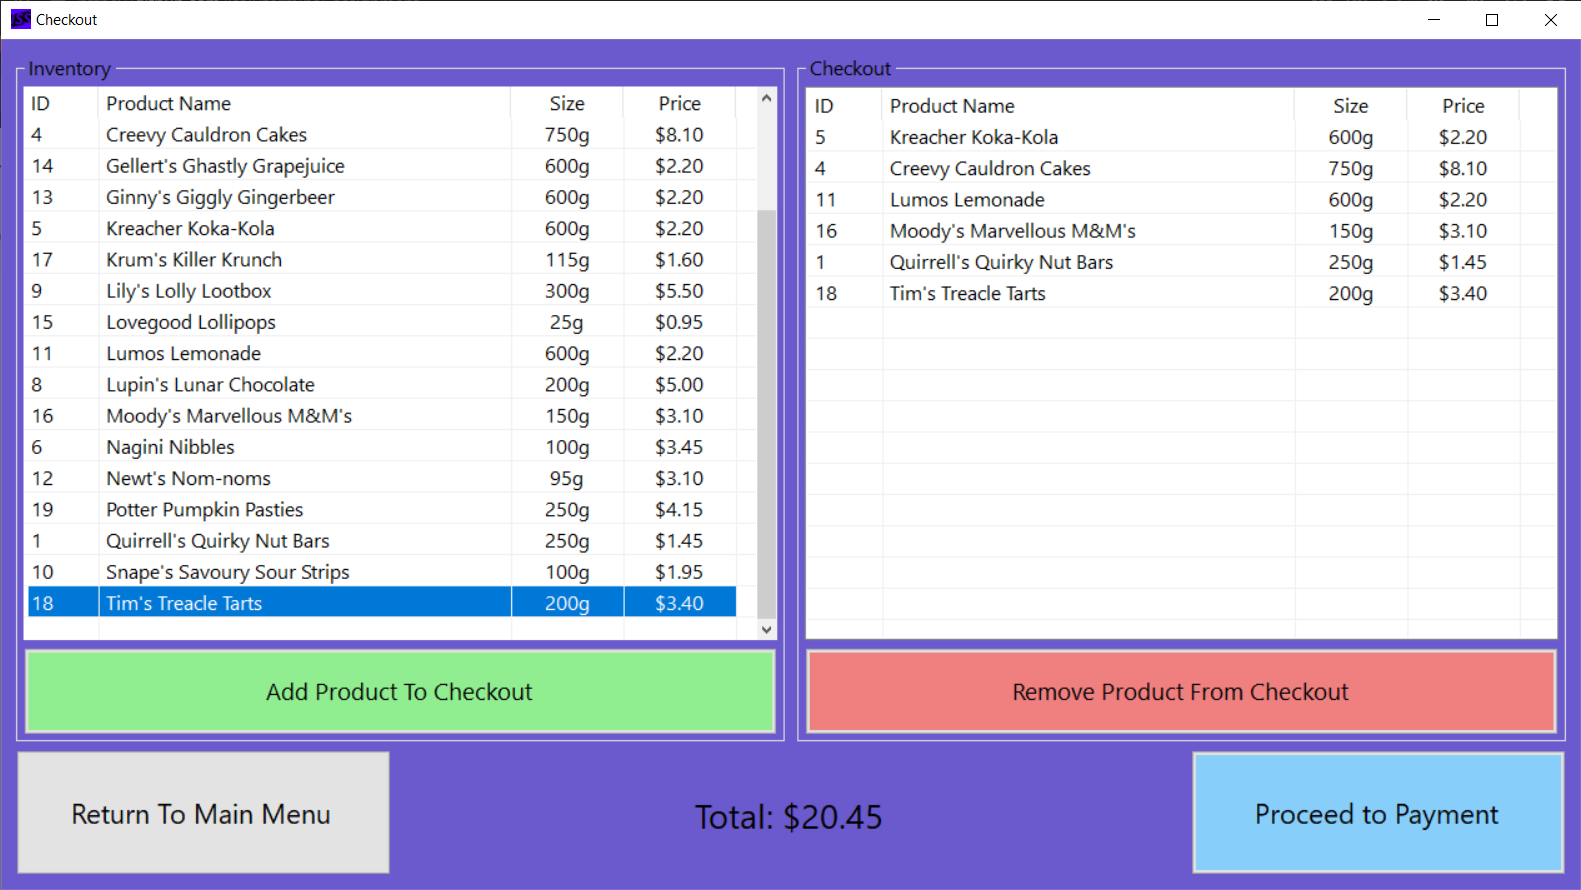 Checkout
Inventory
ID Product Name Size Price
4 Creevy Cauldron Cakes 750g $8.10
14 Gellert's Ghastly Grapejuice 600g $2.20
13 Ginny's Giggly Gingerbeer 600g $2.20
5 Kreacher Koka-Kola 600g $2.20
17 Krum's Killer Krunch 115g $1.60
9 Lily's Lolly Lootbox 300g $5.50
15 Lovegood Lollipops 25g $0.95
11 Lumos Lemonade 600g $2.20
8 Lupin's Lunar Chocolate 200g $5.00
16 Moody's Marvellous M&M's 150g $3.10
6 Nagini Nibbles 100g $3.45
12 Newt's Nom-noms 95g $3.10
19 Potter Pumpkin Pasties 250g $4.15
1 Quirrell's Quirky Nut Bars 250g $1.45
10 Snape's Savoury Sour Strips 100g $1.95
18 Tim's Treacle Tarts 200g $3.40
Add Product To Checkout
Checkout
ID Product Name Size Price
5 Kreacher Koka-Kola 600g $2.20
4 Creevy Cauldron Cakes 750g $8.10
11 Lumos Lemonade 600g $2.20
16 Moody's Marvellous M&M's 150g $3.10
1 Quirrell's Quirky Nut Bars 250g $1.45
18 Tim's Treacle Tarts 200g $3.40
Remove Product From Checkout
Return To Main Menu
Total: $20.45
Proceed to Payment